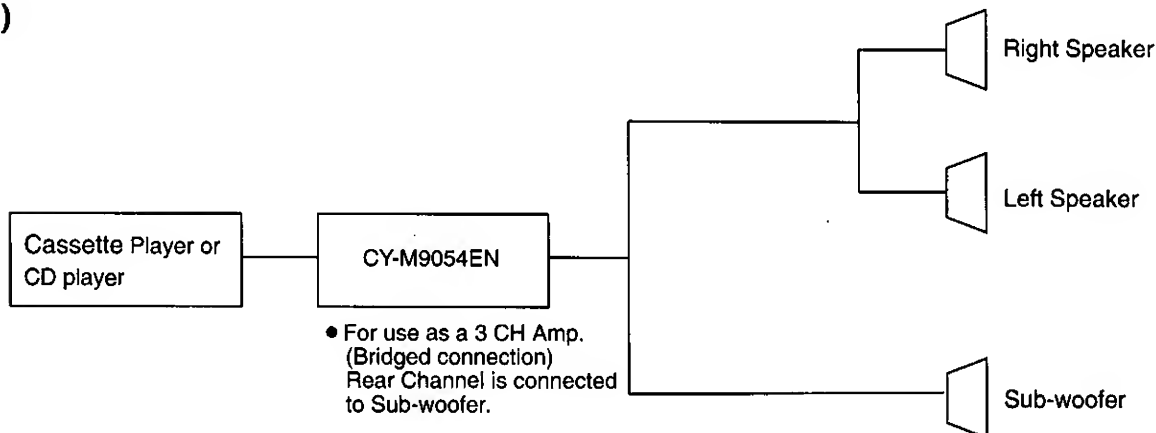 )
Right Speaker
Left Speaker
Cassette Player or
CD player
CY-M9054EN
● For use as a 3 CH Amp.
(Bridged connection)
Rear Channel is connected
to Sub-woofer.
Sub-woofer